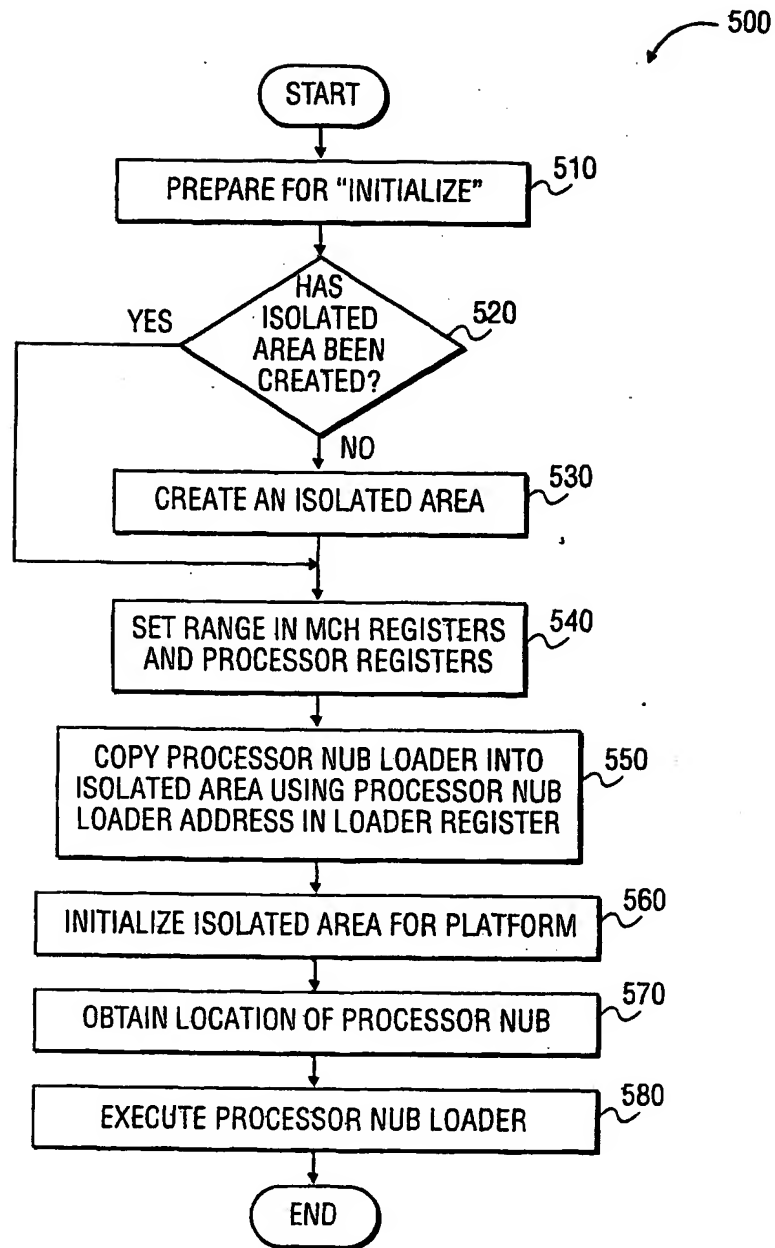 500
START
PREPARE FOR “INITIALIZE”
510
HAS
ISOLATED
AREA BEEN
CREATED?
520
YES
NO
CREATE AN ISOLATED AREA
530
SET RANGE IN MCH REGISTERS
AND PROCESSOR REGISTERS
540
COPY PROCESSOR NUB LOADER INTO
ISOLATED AREA USING PROCESSOR NUB
LOADER ADDRESS IN LOADER REGISTER
550
INITIALIZE ISOLATED AREA FOR PLATFORM
560
OBTAIN LOCATION OF PROCESSOR NUB
570
EXECUTE PROCESSOR NUB LOADER
580
END